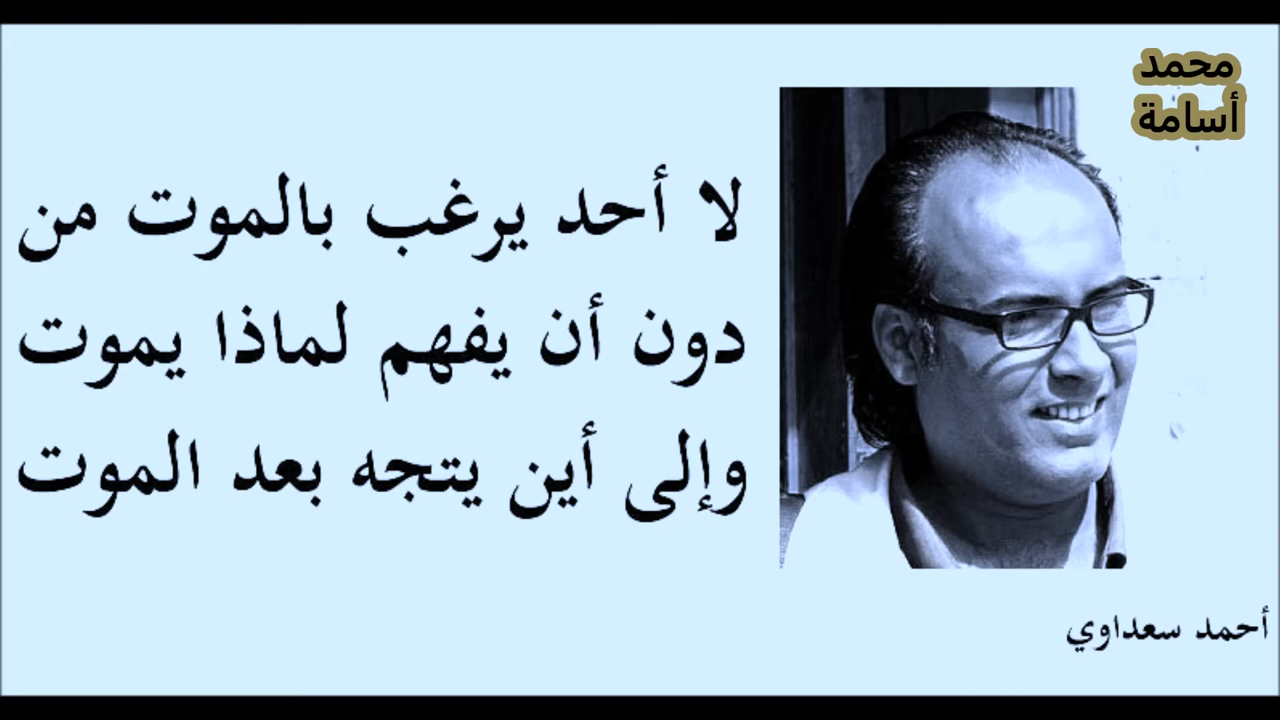 محمد
أسامة
لا أحد يرغب بالموت من
دون أن يفهم لماذا يموت
وإلى أين يتجه بعد الموت
أحمد سعداوي